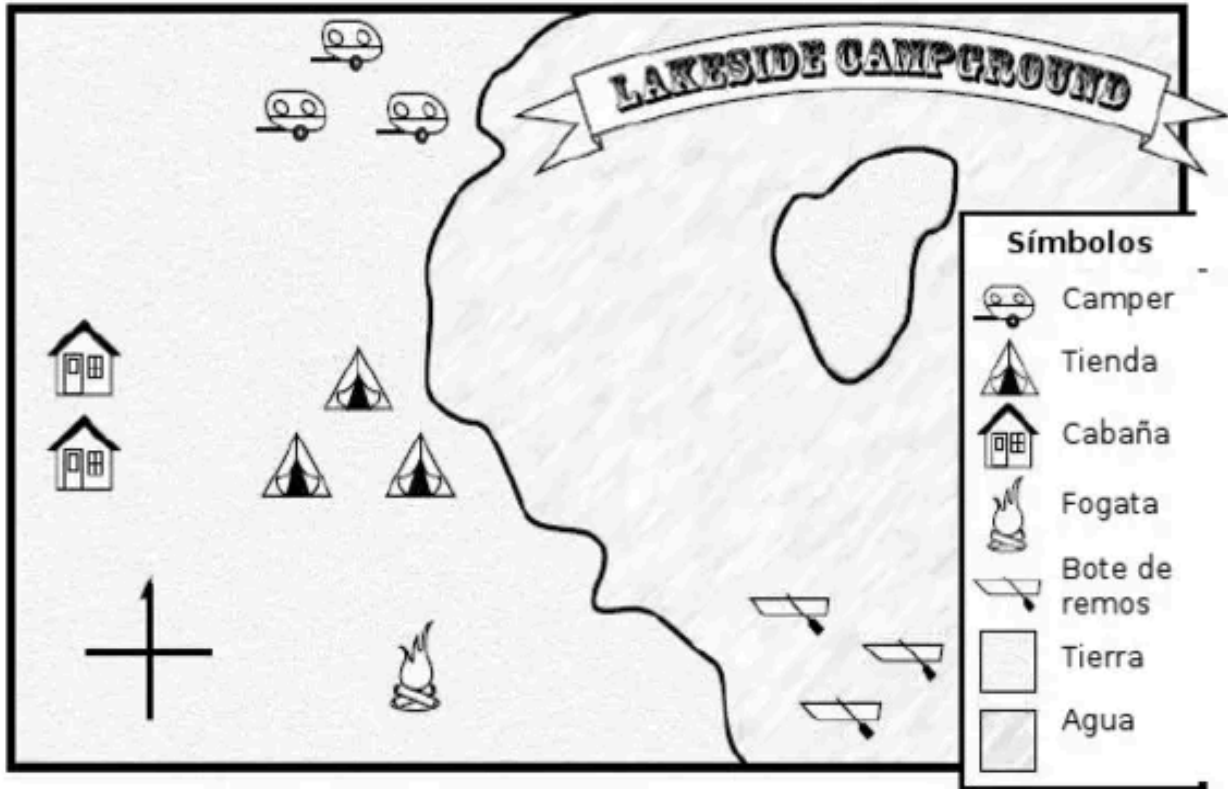 LAKESIDE CAMPGROUND
Símbolos
Camper
Tienda
Cabaña
Fogata
Bote de
remos
Tierra
Agua